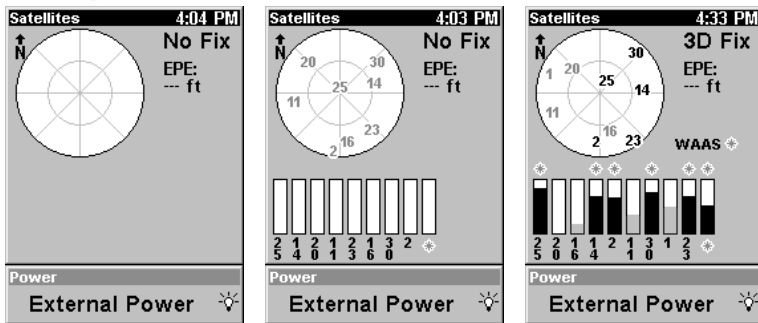 Satellites 4:04 PM
N
No Fix
EPE:
--- ft
Power
External Power
Satellites 4:03 PM
N
No Fix
EPE:
--- ft
20 30
25 14
11
23
16
2
25 14 20 11 23 16 30 2
Power
External Power
Satellites 4:33 PM
N
3D Fix
EPE:
--- ft
30
1 20
25
14
11
16
2 23
WAAS
25 20 16 14 2 11 30 1 23
Power
External Power